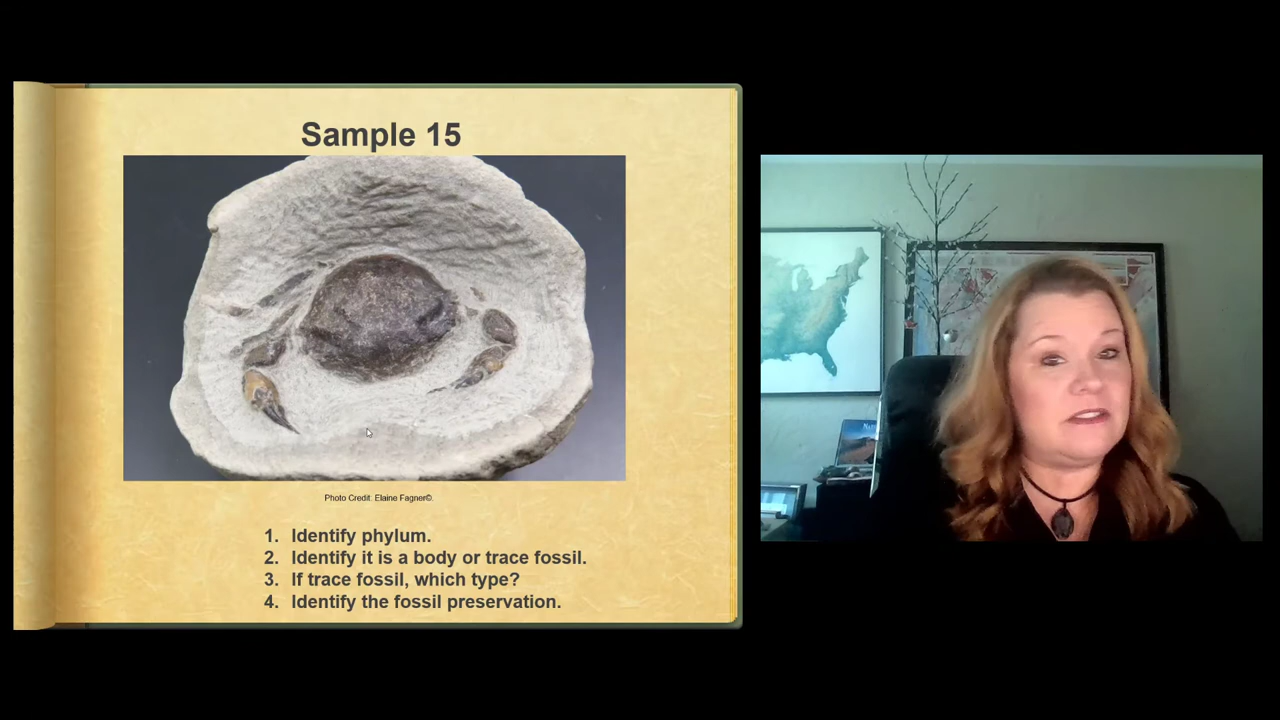 Sample 15
Photo Credit: Elaine Fagner©.
1. Identify phylum.
2. Identify it is a body or trace fossil.
3. If trace fossil, which type?
4. Identify the fossil preservation.